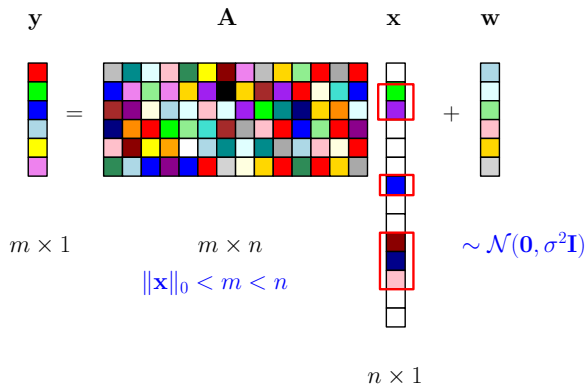 y A x w
= +
m × 1 m × n ∼ 𝒩(0, σ²I)
‖x‖₀ < m < n
n × 1